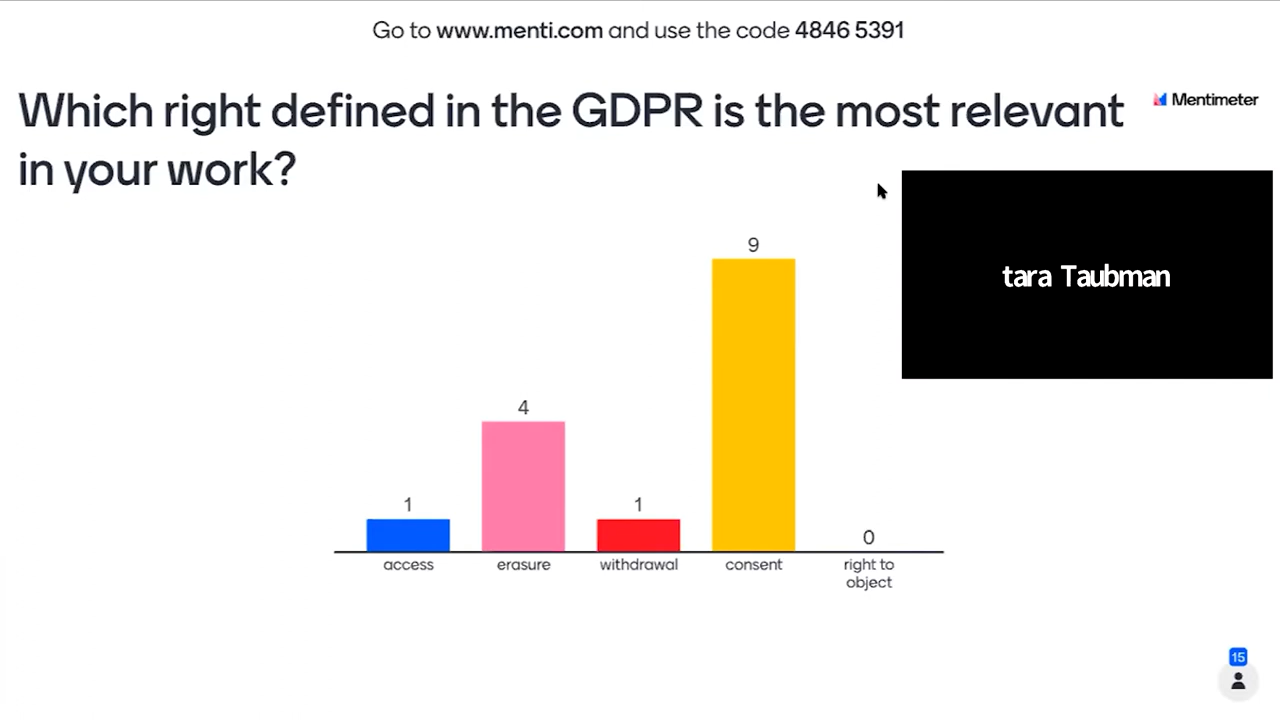 Go to www.menti.com and use the code 4846 5391
Which right defined in the GDPR is the most relevant
in your work?
Mentimeter
tara Taubman
9
4
1
1
0
access
erasure
withdrawal
consent
right to
object
15